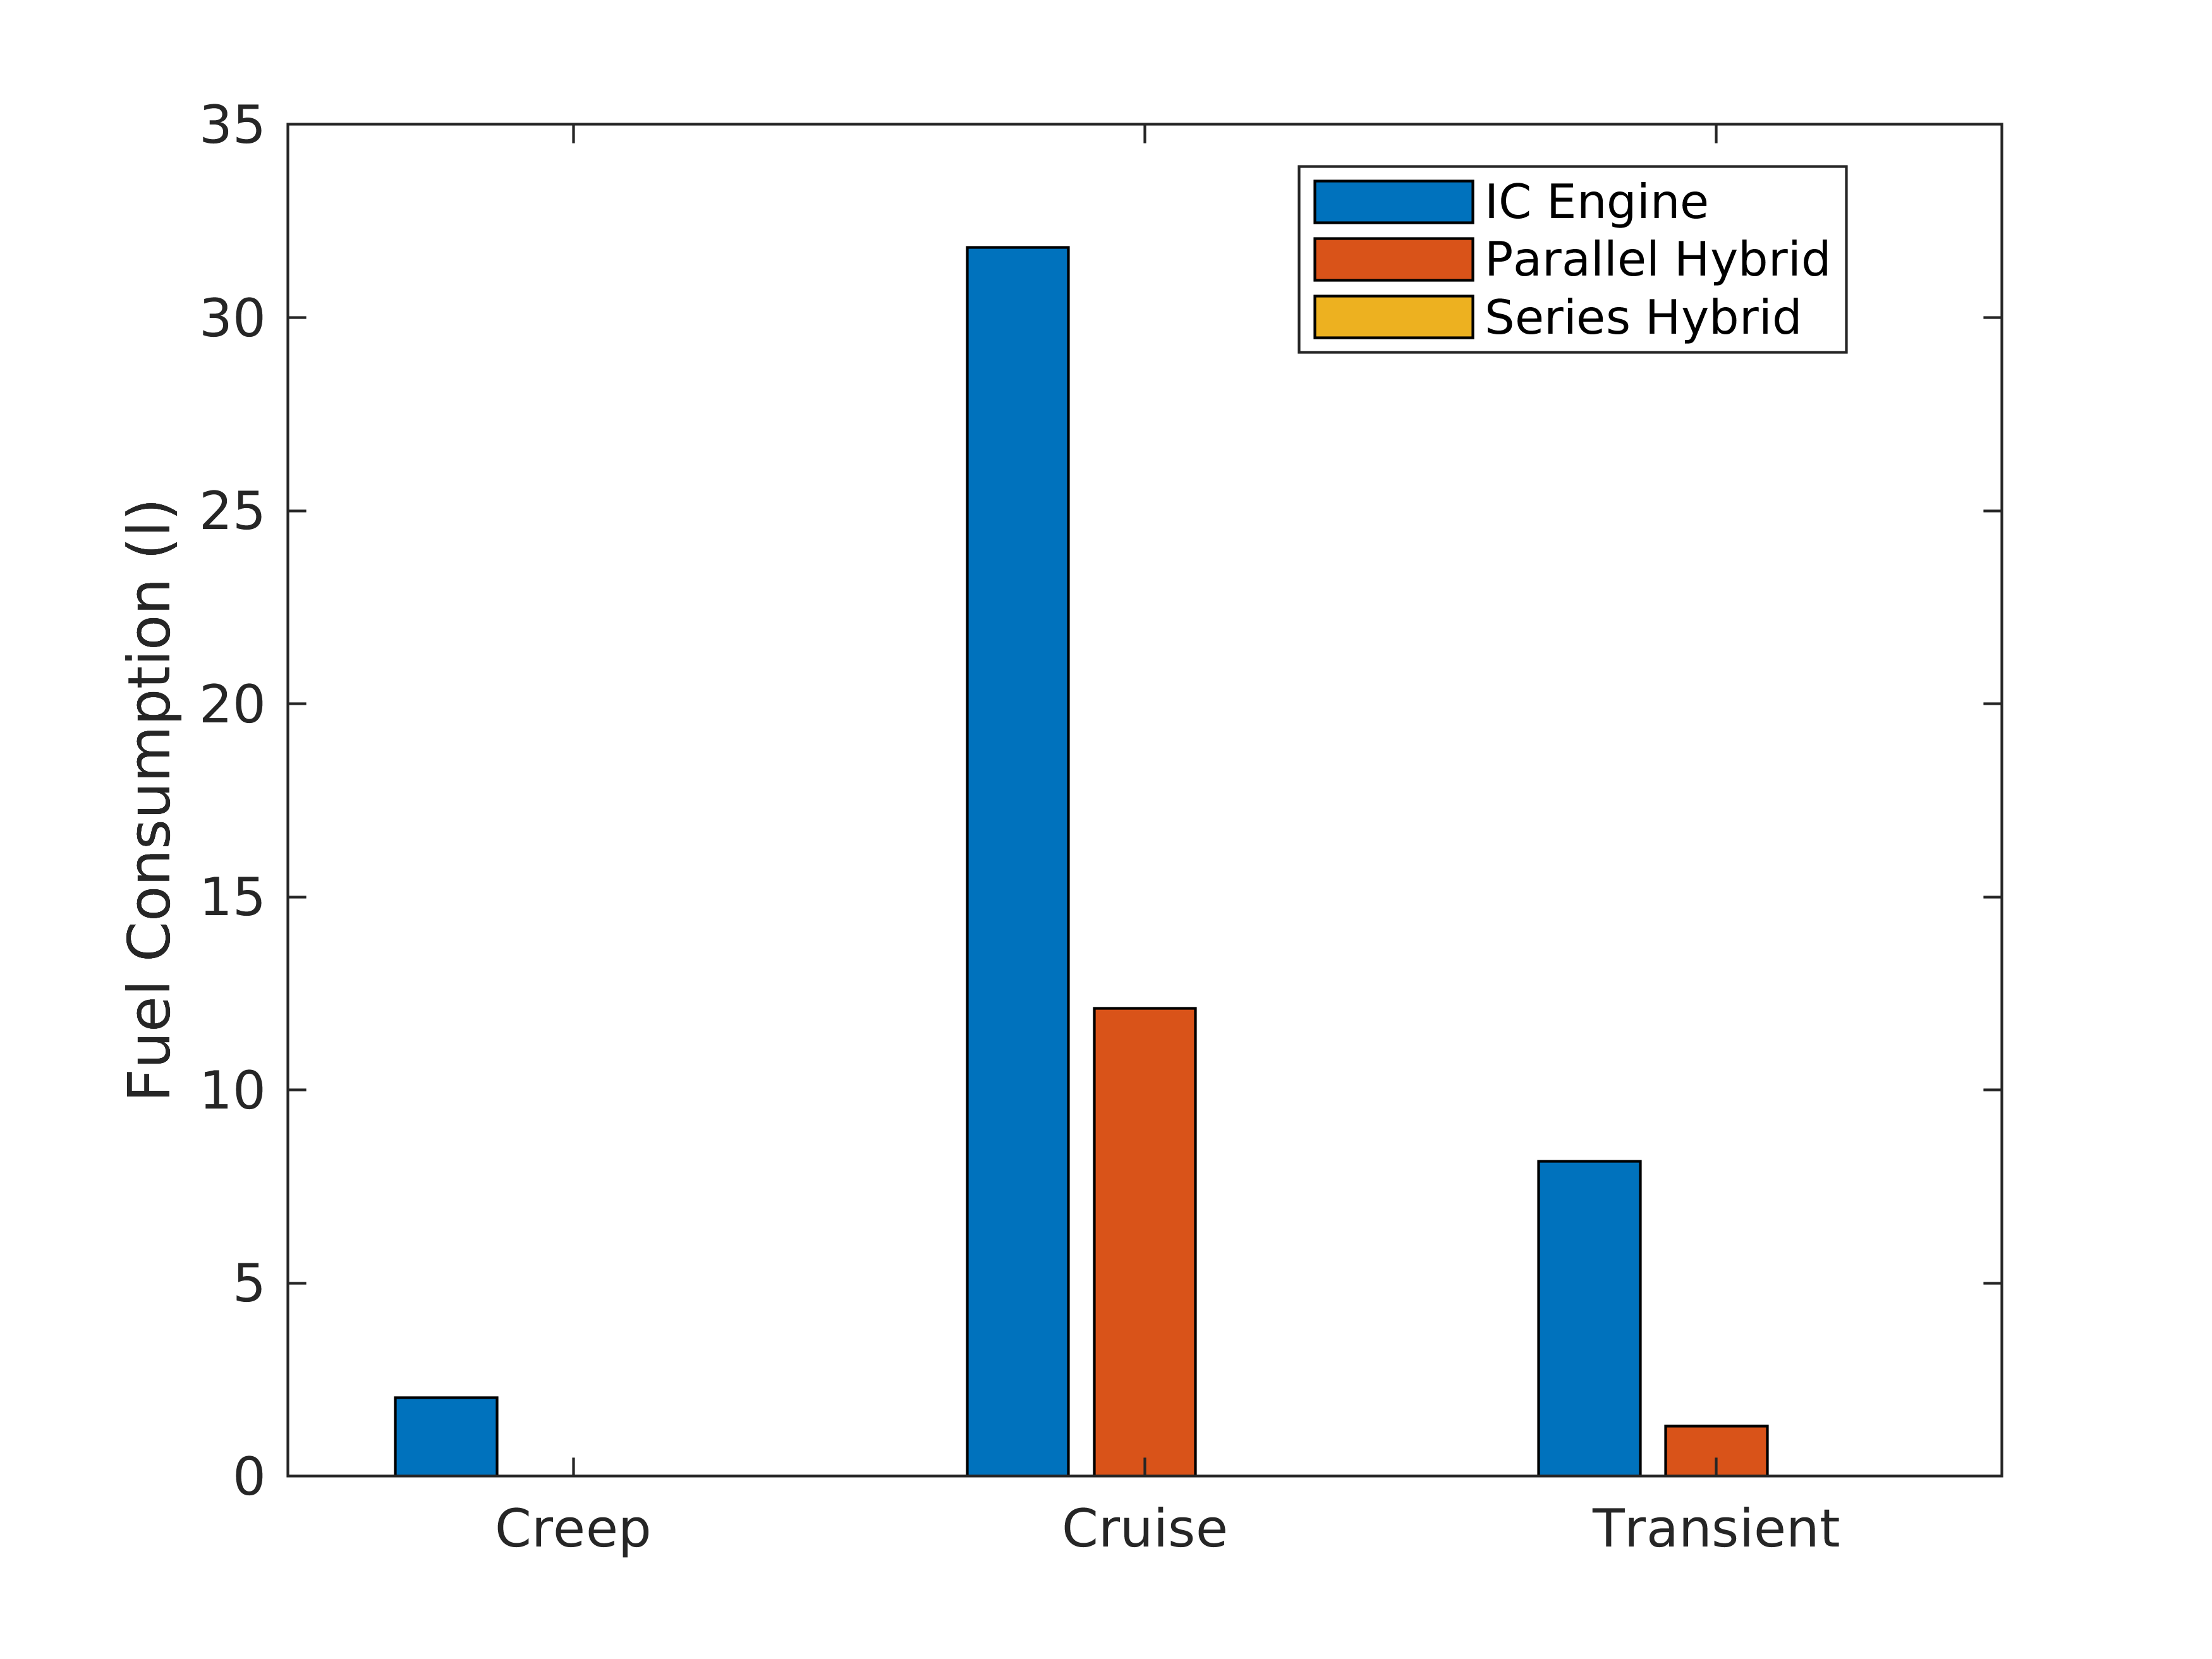 35
30
25
20
15
10
5
0
Fuel Consumption (l)
IC Engine
Parallel Hybrid
Series Hybrid
Creep
Cruise
Transient